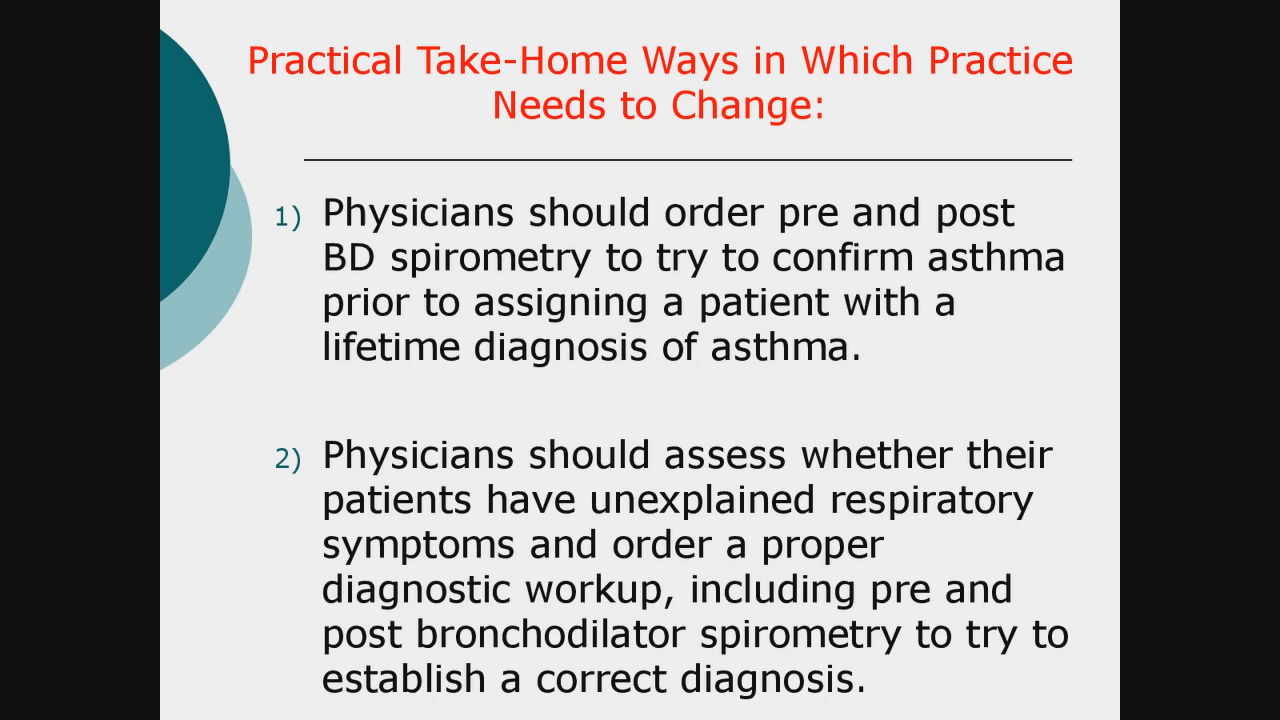 Practical Take-Home Ways in Which Practice
Needs to Change:
1) Physicians should order pre and post
BD spirometry to try to confirm asthma
prior to assigning a patient with a
lifetime diagnosis of asthma.
2) Physicians should assess whether their
patients have unexplained respiratory
symptoms and order a proper
diagnostic workup, including pre and
post bronchodilator spirometry to try to
establish a correct diagnosis.